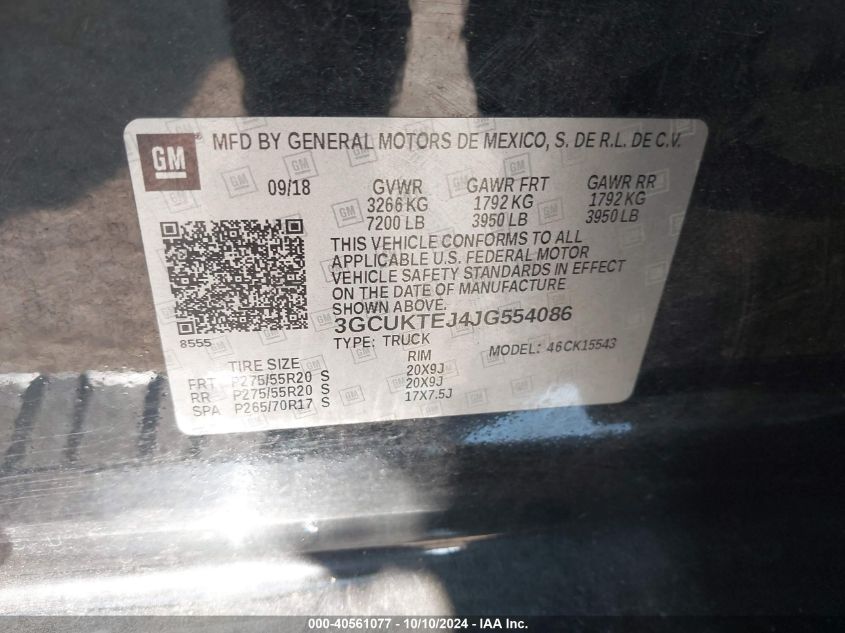 GM ® MFD BY GENERAL MOTORS DE MEXICO, S. DE R.L. DE C.V.
09/18 GVWR GAWR FRT GAWR RR
3266 KG 1792 KG 1792 KG
7200 LB 3950 LB 3950 LB
THIS VEHICLE CONFORMS TO ALL
APPLICABLE U.S. FEDERAL MOTOR
VEHICLE SAFETY STANDARDS IN EFFECT
ON THE DATE OF MANUFACTURE
SHOWN ABOVE.
8555 3GCUKTEJ4JG554086
TYPE: TRUCK MODEL: 46CK15543
TIRE SIZE RIM
FRT P275/55R20 S 20X9J
RR P275/55R20 S 20X9J
SPA P265/70R17 S 17X7.5J
000-40561077 - 10/10/2024 - IAA, Inc.